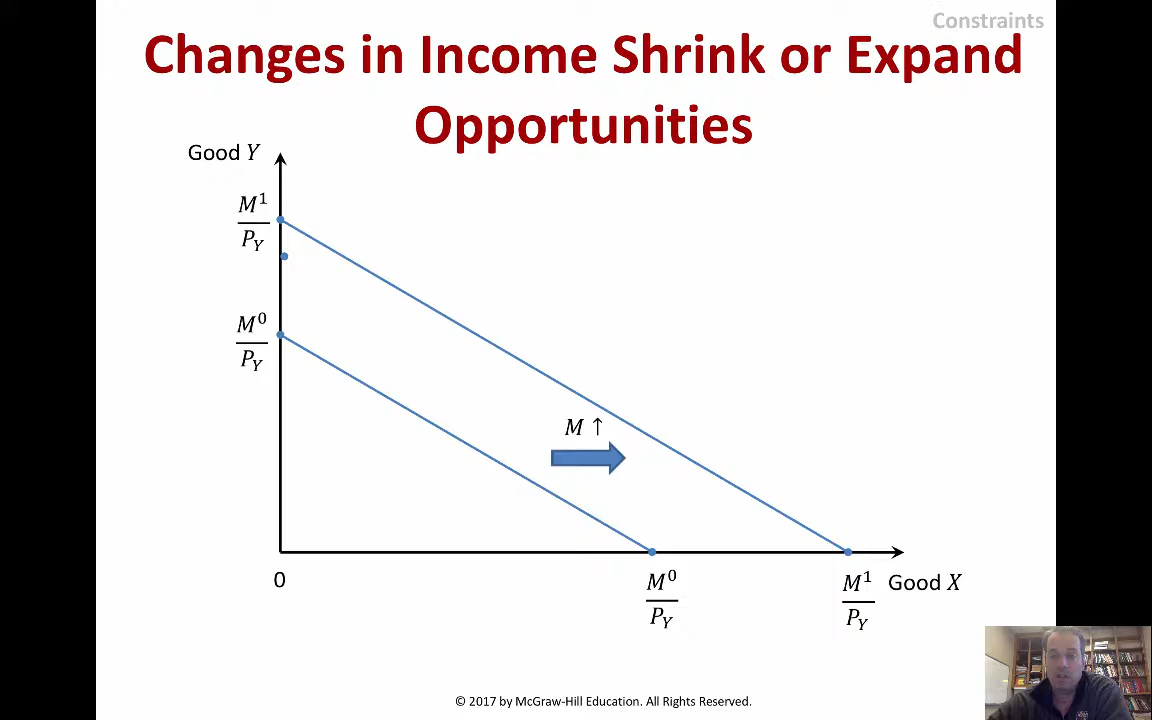 Constraints
Changes in Income Shrink or Expand
Opportunities
Good Y
M¹
P_Y
M⁰
P_Y
M ↑
0
M⁰
P_Y
M¹
P_Y
Good X
© 2017 by McGraw-Hill Education. All Rights Reserved.